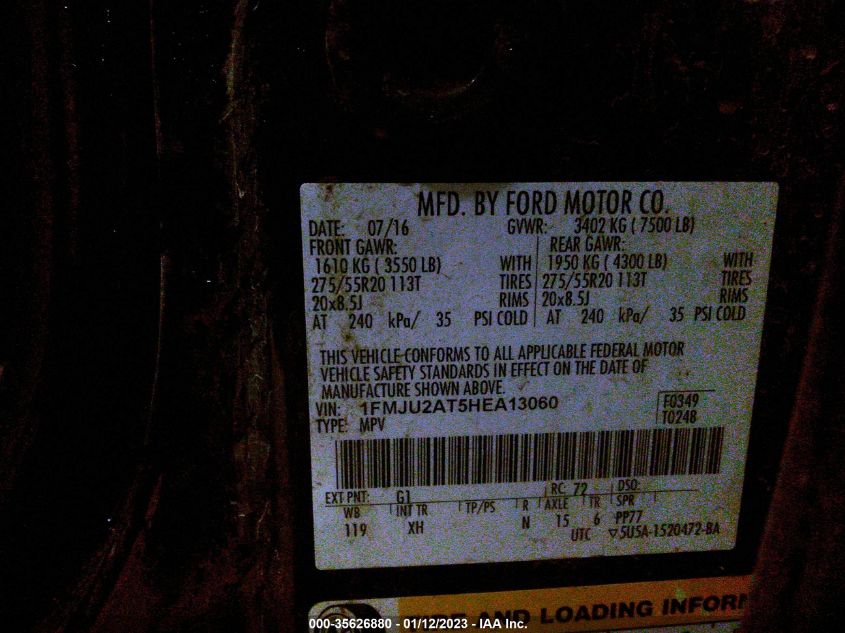 MFD. BY FORD MOTOR CO.
DATE: 07/16 GVWR: 3402 KG ( 7500 LB)
FRONT GAWR: REAR GAWR:
1610 KG ( 3550 LB) WITH 1950 KG ( 4300 LB) WITH
275/55R20 113T TIRES 275/55R20 113T TIRES
20x8.5J RIMS 20x8.5J RIMS
AT 240 kPa/ 35 PSI COLD AT 240 kPa/ 35 PSI COLD
THIS VEHICLE CONFORMS TO ALL APPLICABLE FEDERAL MOTOR
VEHICLE SAFETY STANDARDS IN EFFECT ON THE DATE OF
MANUFACTURE SHOWN ABOVE.
VIN: 1FMJU2AT5HEA13060 F0349
TYPE: MPV T0248
EXT PNT: G1 RC: 72 DSO:
WB INT TR TP/PS R AXLE TR SPR
119 XH N 15 6 PP77
UTC ▽5U5A-1520472-BA
TIRE AND LOADING INFORM
000-35626880 - 01/12/2023 - IAA Inc.